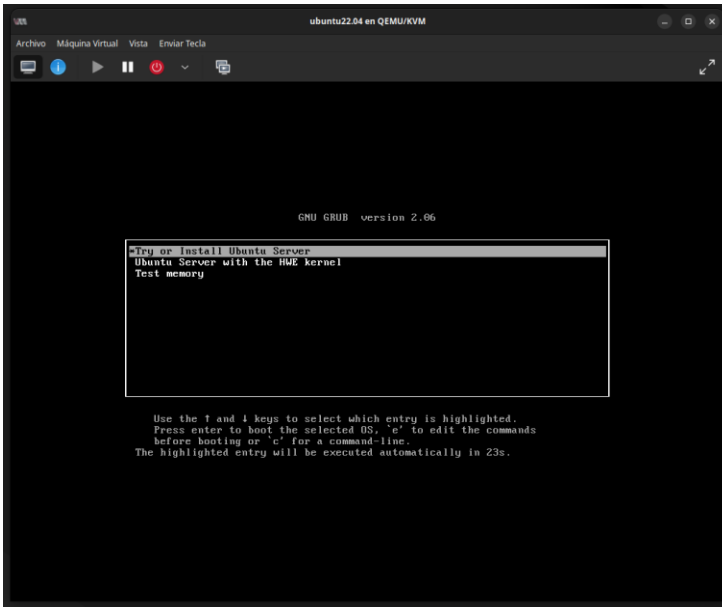 ubuntu22.04 en QEMU/KVM
Archivo Máquina Virtual Vista Enviar Tecla
GNU GRUB version 2.06
*Try or Install Ubuntu Server
Ubuntu Server with the HWE kernel
Test memory
Use the ↑ and ↓ keys to select which entry is highlighted.
Press enter to boot the selected OS, `e' to edit the commands
before booting or `c' for a command-line.
The highlighted entry will be executed automatically in 23s.